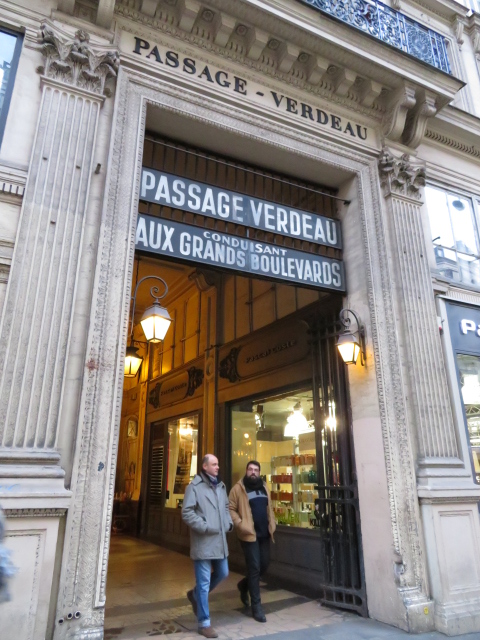 PASSAGE - VERDEAU
PASSAGE VERDEAU
CONDUISANT
AUX GRANDS BOULEVARDS